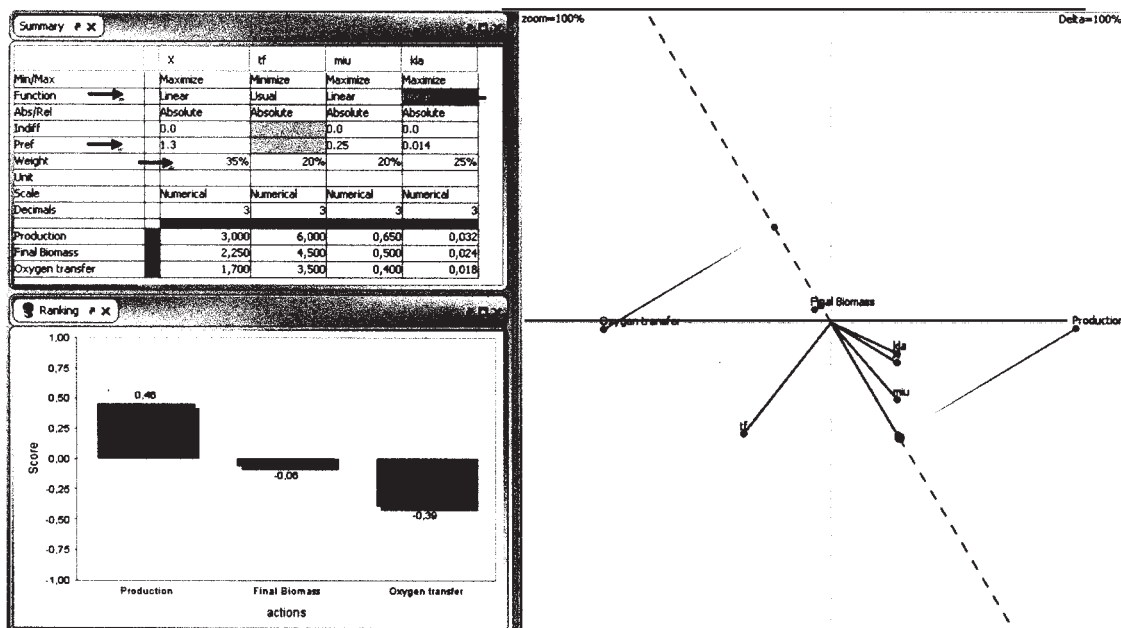 Summary
X tf miu kla
Min/Max Maximize Minimize Maximize Maximize
Function Linear Usual Linear
Abs/Rel Absolute Absolute Absolute Absolute
Indiff 0.0 0.0 0.0
Pref 1.3 0.25 0.014
Weight 35% 20% 20% 25%
Unit
Scale Numerical Numerical Numerical Numerical
Decimals 3 3 3 3
Production 3,000 6,000 0,650 0,032
Final Biomass 2,250 4,500 0,500 0,024
Oxygen transfer 1,700 3,500 0,400 0,018
Ranking
1,00
0,75
0,50
0,25
0,00
-0,25
-0,50
-0,75
-1,00
Score
0,46
-0,06
-0,39
Production Final Biomass Oxygen transfer
actions
zoom=100% Delta=100%
Final Biomass
Oxygen transfer Production
kla
miu
tf